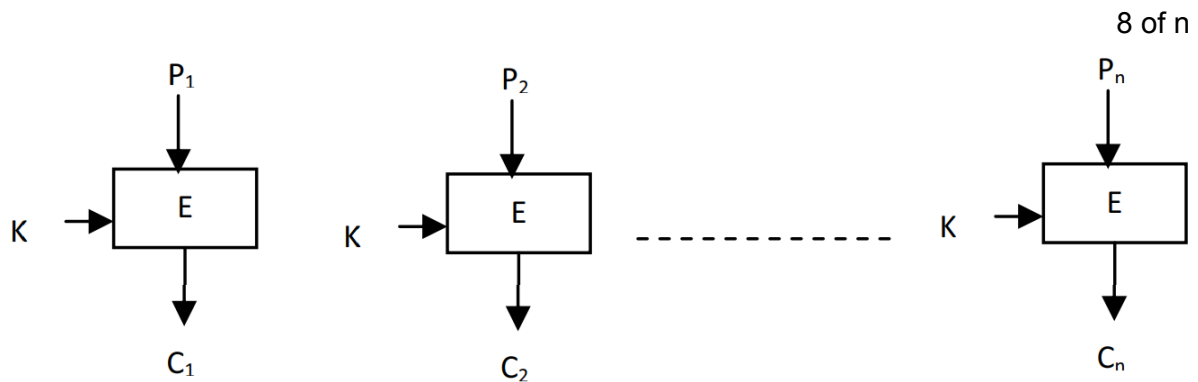 8 of n
P₁ P₂ Pₙ
E E E
K K K
C₁ C₂ Cₙ